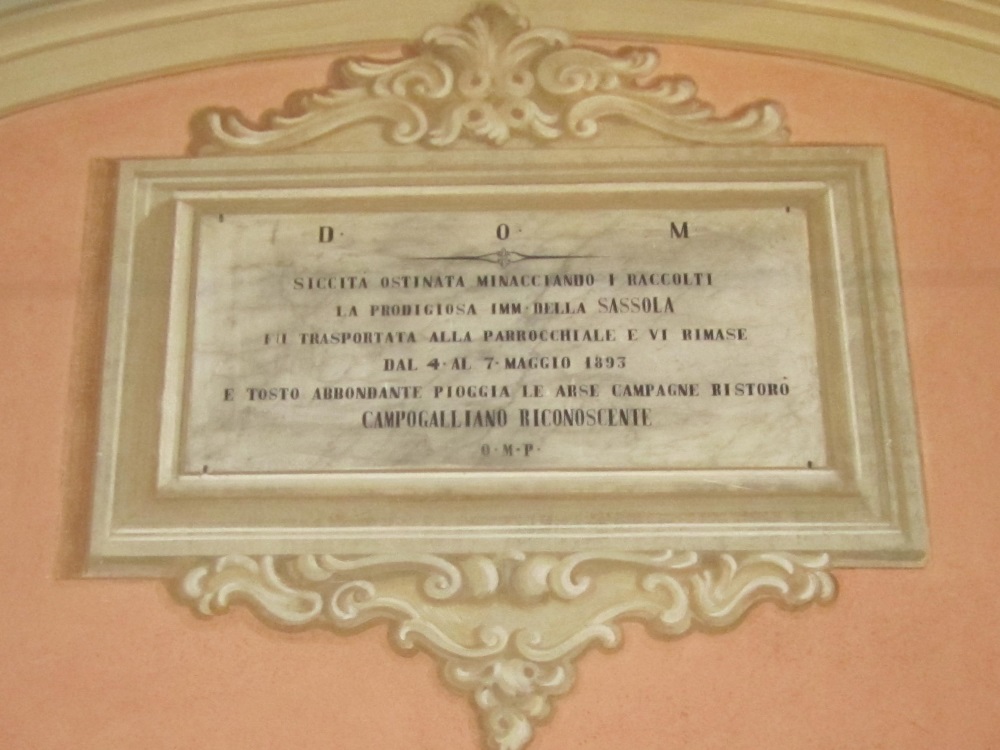 D· O· M
SICCITÁ OSTINATA MINACCIANDO I RACCOLTI
LA PRODIGIOSA IMM· DELLA SASSOLA
FU TRASPORTATA ALLA PARROCCHIALE E VI RIMASE
DAL 4· AL 7· MAGGIO 1893
E TOSTO ABBONDANTE PIOGGIA LE ARSE CAMPAGNE RISTORÒ
CAMPOGALLIANO RICONOSCENTE
O·M·P·